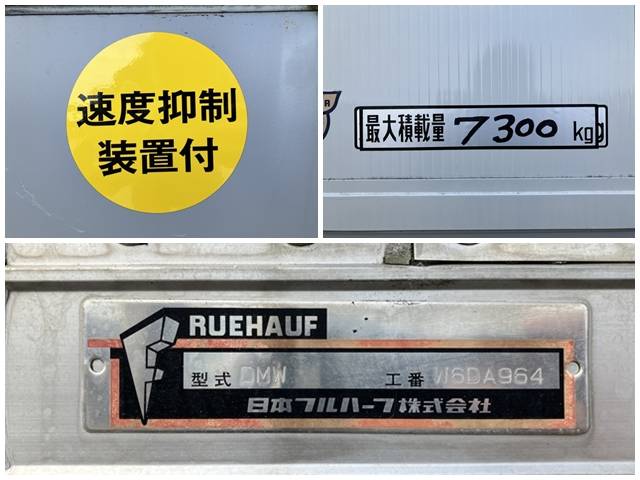 速度抑制
装置付
最大積載量 7300 kg
RUEHAUF
型式 DMW 工番 W6DA964
日本フルハーフ株式会社